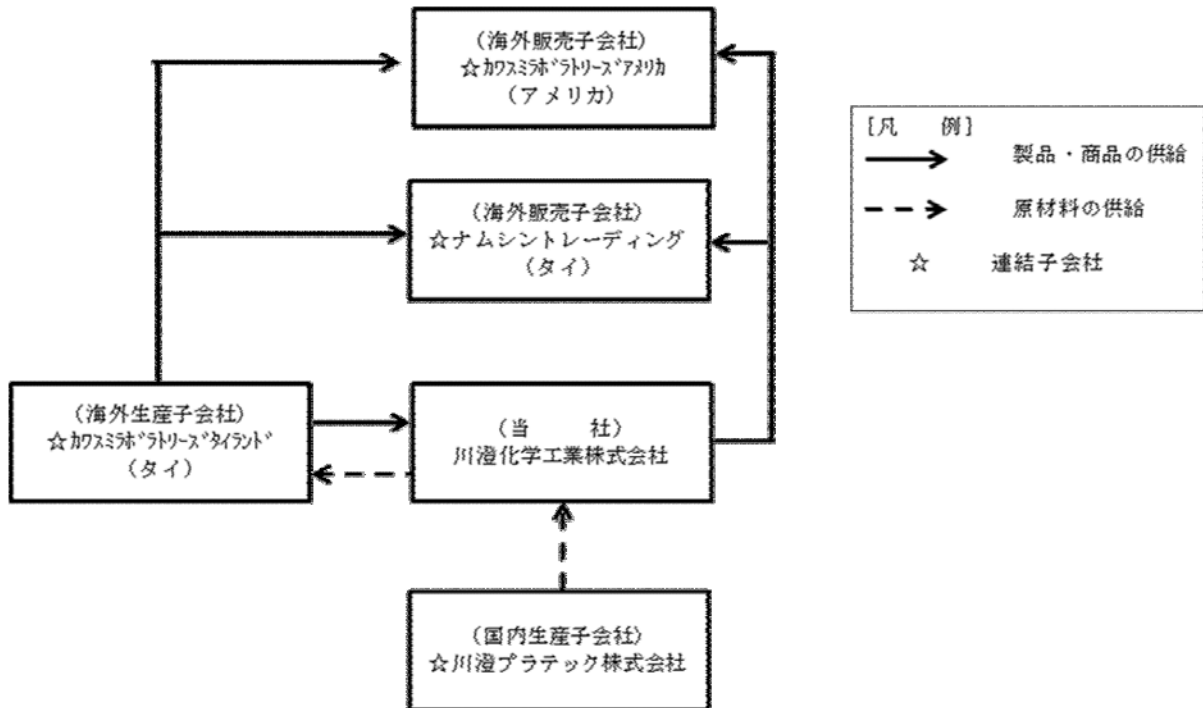 (海外販売子会社)
☆ｶﾜｽﾐﾗﾎﾞﾗﾄﾘｰｽﾞｱﾒﾘｶ
(アメリカ)
[凡　　例]
製品・商品の供給
原材料の供給
☆　　連結子会社
(海外販売子会社)
☆ナムシントレーディング
(タイ)
(海外生産子会社)
☆ｶﾜｽﾐﾗﾎﾞﾗﾄﾘｰｽﾞﾀｲﾗﾝﾄﾞ
(タイ)
(当　　社)
川澄化学工業株式会社
(国内生産子会社)
☆川澄プラテック株式会社